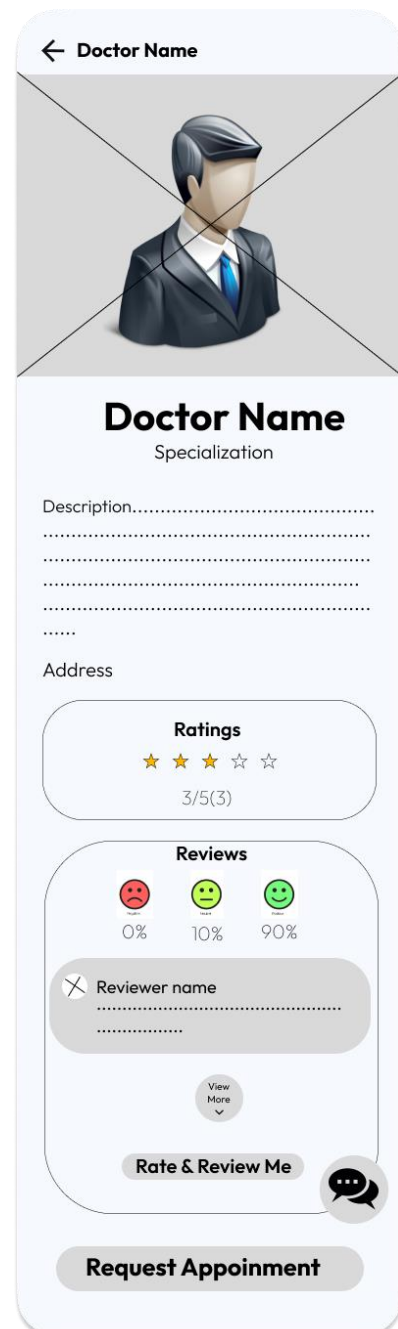 Doctor Name
Doctor Name
Specialization
Description...........................................
..........................................................
..........................................................
........................................................
..........................................................
......
Address
Ratings
3/5(3)
Reviews
0% 10% 90%
Reviewer name
...............................................
................
View
More
Rate & Review Me
Request Appoinment